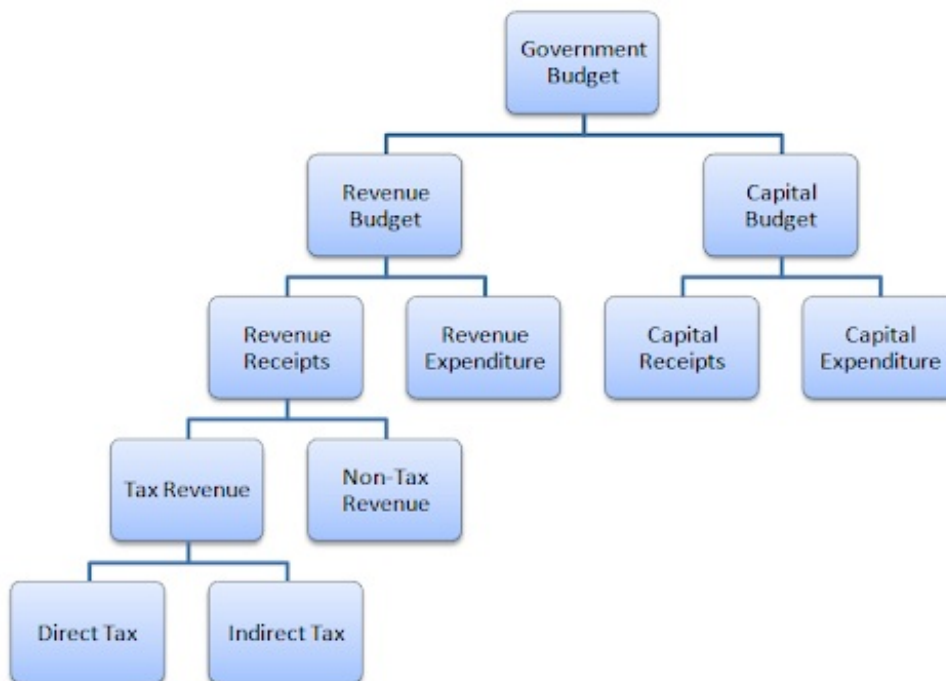 Government
Budget
Revenue
Budget
Capital
Budget
Revenue
Receipts
Revenue
Expenditure
Capital
Receipts
Capital
Expenditure
Tax Revenue
Non-Tax
Revenue
Direct Tax
Indirect Tax